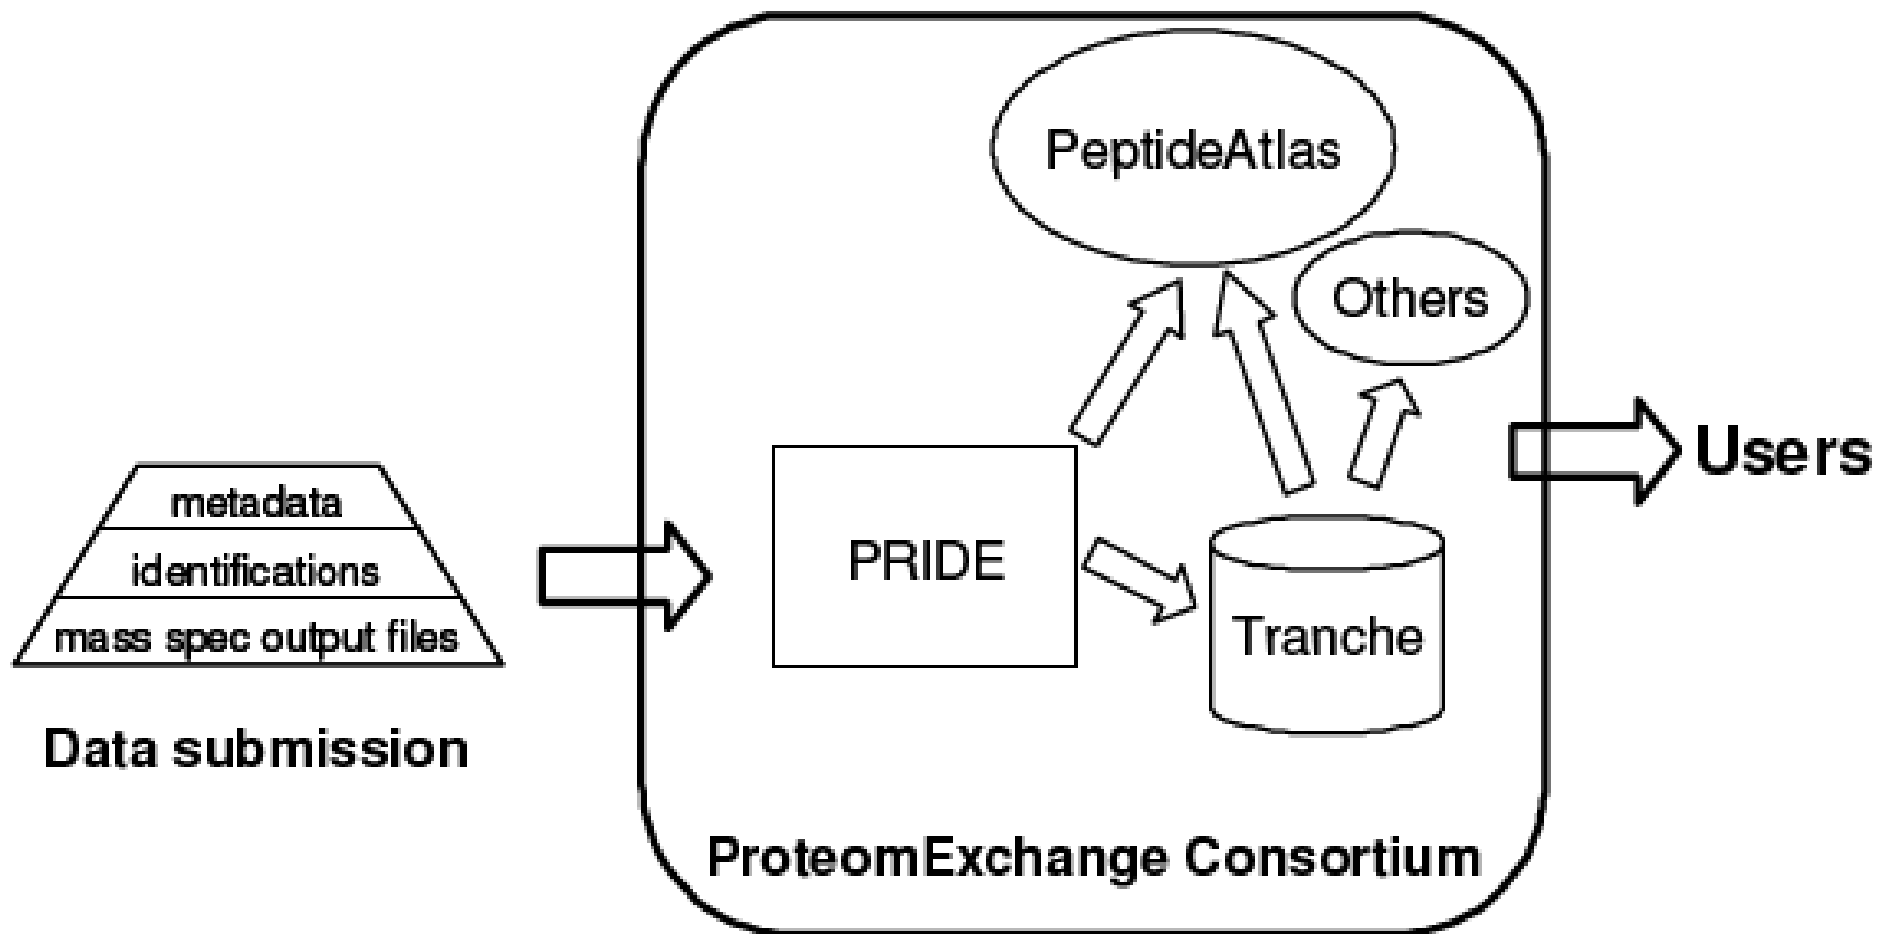 PeptideAtlas
Others
Users
metadata
identifications
mass spec output files
PRIDE
Tranche
Data submission
ProteomExchange Consortium